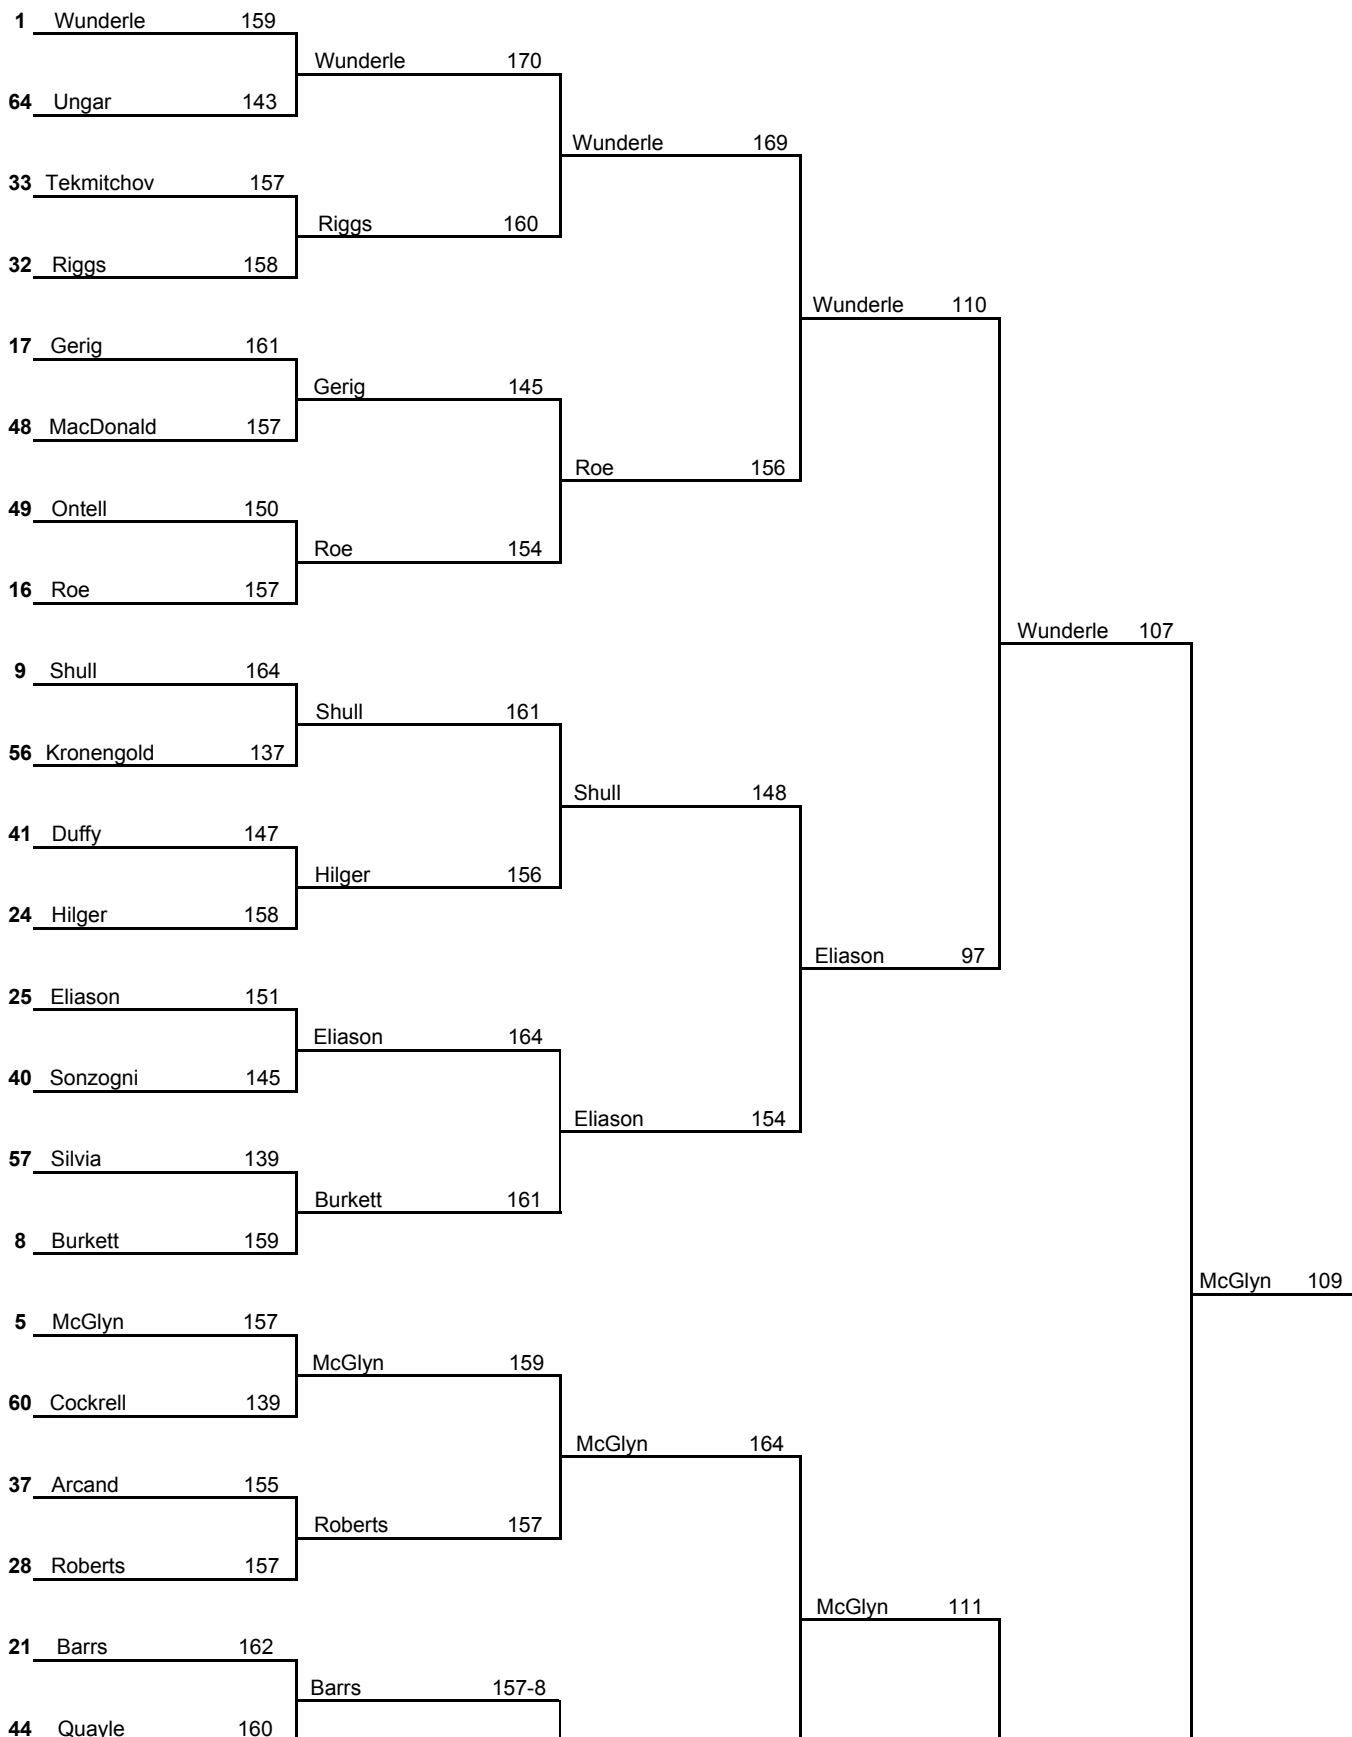 1 Wunderle 159
Wunderle 170
64 Ungar 143
Wunderle 169
33 Tekmitchov 157
Riggs 160
32 Riggs 158
Wunderle 110
17 Gerig 161
Gerig 145
48 MacDonald 157
Roe 156
49 Ontell 150
Roe 154
16 Roe 157
Wunderle 107
9 Shull 164
Shull 161
56 Kronengold 137
Shull 148
41 Duffy 147
Hilger 156
24 Hilger 158
Eliason 97
25 Eliason 151
Eliason 164
40 Sonzogni 145
Eliason 154
57 Silvia 139
Burkett 161
8 Burkett 159
McGlyn 109
5 McGlyn 157
McGlyn 159
60 Cockrell 139
McGlyn 164
37 Arcand 155
Roberts 157
28 Roberts 157
McGlyn 111
21 Barrs 162
Barrs 157-8
44 Quayle 160